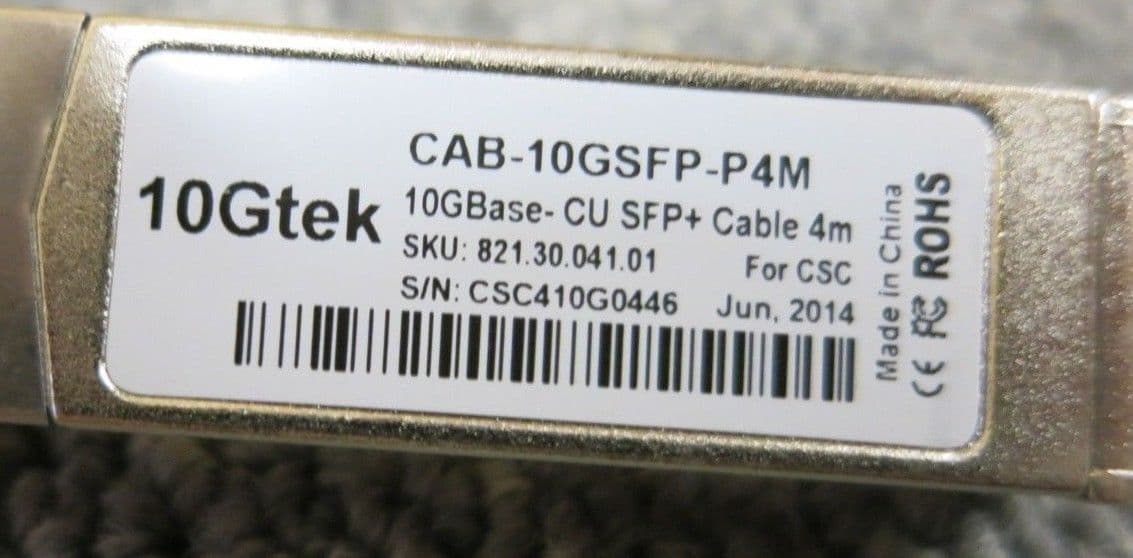 CAB-10GSFP-P4M
10Gtek
10GBase- CU SFP+ Cable 4m
SKU: 821.30.041.01
For CSC
S/N: CSC410G0446
Jun, 2014
Made in China
CE FC ROHS